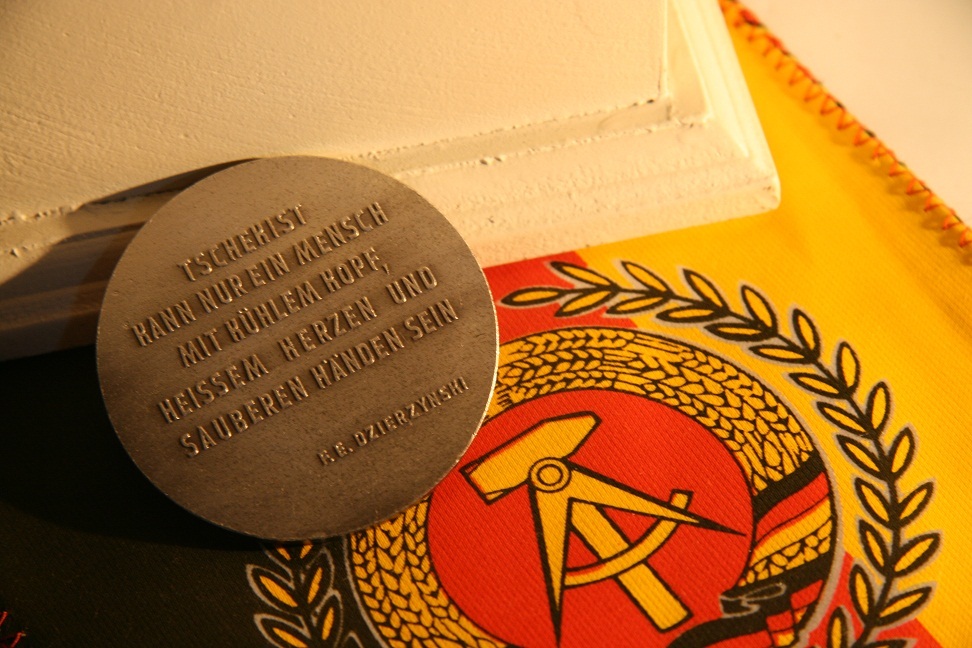 TSCHEKIST
KANN NUR EIN MENSCH
MIT KÜHLEM KOPF,
HEISSEM HERZEN UND
SAUBEREN HÄNDEN SEIN
F. E. DZIERZYNSKI